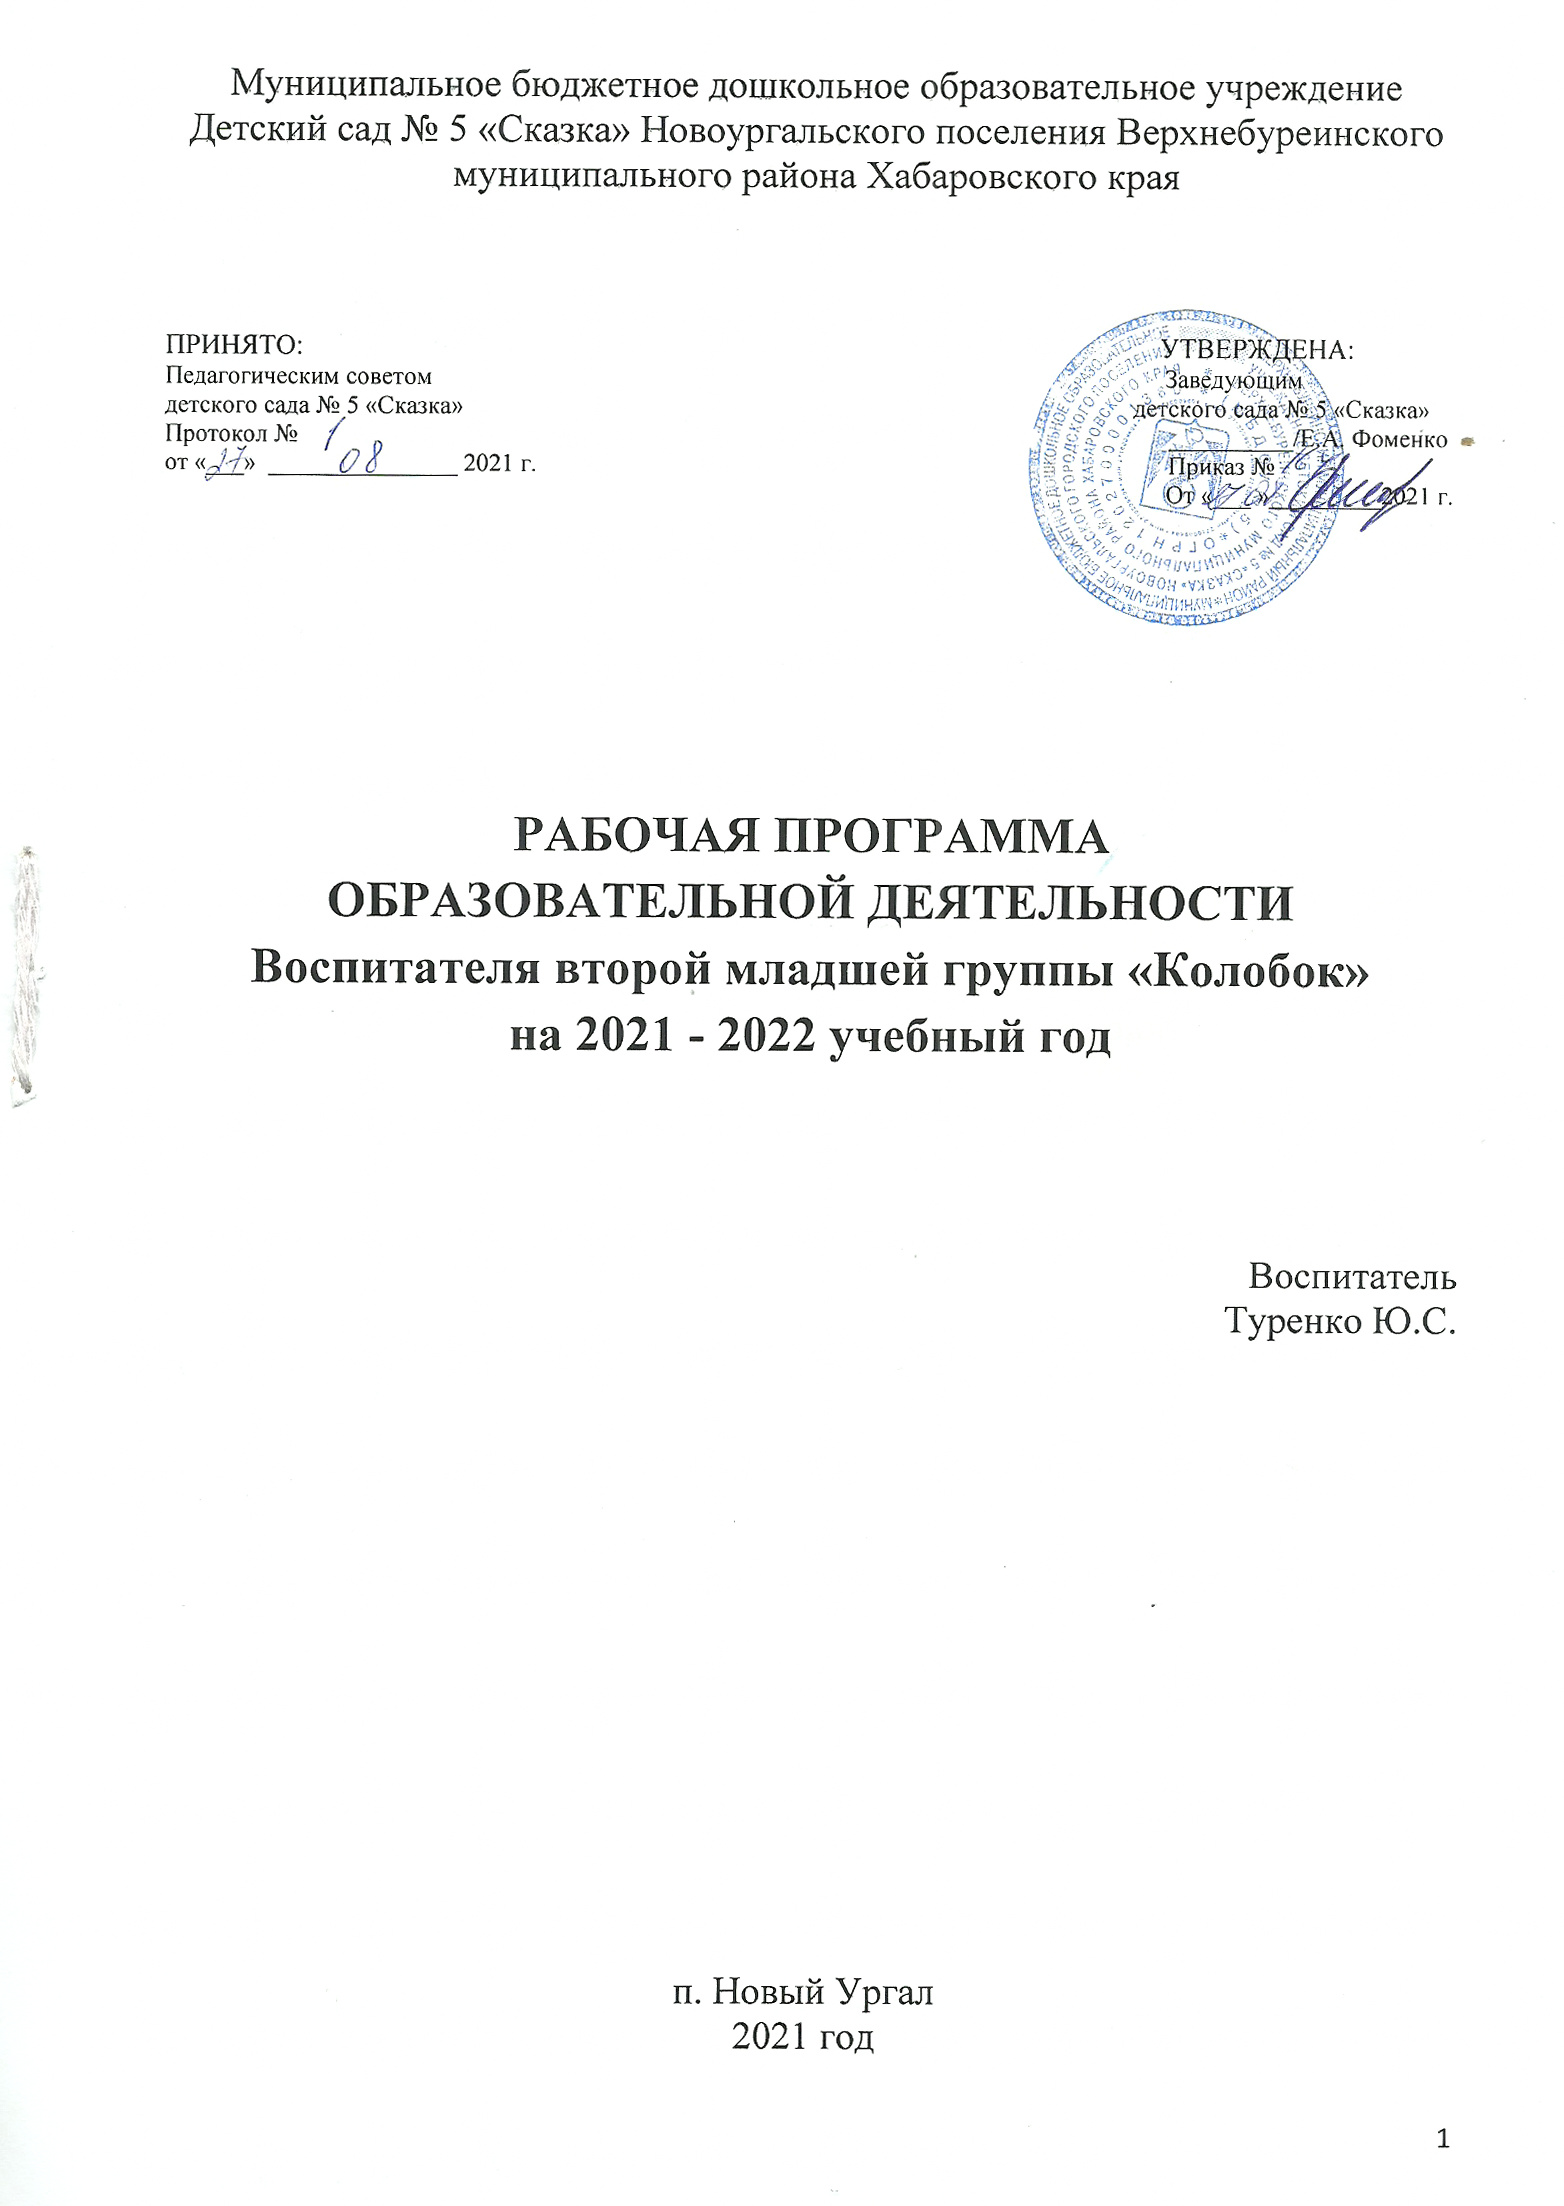 Муниципальное бюджетное дошкольное образовательное учреждение
Детский сад № 5 «Сказка» Новоургальского поселения Верхнебуреинского
муниципального района Хабаровского края
ПРИНЯТО:
Педагогическим советом
детского сада № 5 «Сказка»
Протокол № 1
от «27» 08 2021 г.
УТВЕРЖДЕНА:
Заведующим
детского сада № 5 «Сказка»
/Е.А. Фоменко
Приказ №
От « » 2021 г.
РАБОЧАЯ ПРОГРАММА
ОБРАЗОВАТЕЛЬНОЙ ДЕЯТЕЛЬНОСТИ
Воспитателя второй младшей группы «Колобок»
на 2021 - 2022 учебный год
Воспитатель
Туренко Ю.С.
п. Новый Ургал
2021 год
1